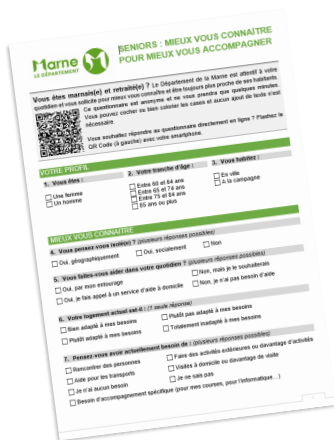 Marne
LE DÉPARTEMENT
SENIORS : MIEUX VOUS CONNAITRE
POUR MIEUX VOUS ACCOMPAGNER
Vous êtes marnais(e) et retraité(e) ? Le Département de la Marne est attentif à votre
quotidien et vous sollicite pour mieux vous connaître et être toujours plus proche de ses habitants.
Ce questionnaire est anonyme et ne vous prendra que quelques minutes
Vous pouvez cocher ou bien colorier les cases et aucun ajout de texte n'est
nécessaire.
Vous souhaitez répondre au questionnaire directement en ligne ? Flashez le
QR Code (à gauche) avec votre smartphone.
VOTRE PROFIL
1. Vous êtes :
Une femme
Un homme
2. Votre tranche d'âge :
Entre 60 et 64 ans
Entre 65 et 74 ans
Entre 75 et 84 ans
85 ans ou plus
3. Vous habitez :
En ville
A la campagne
MIEUX VOUS CONNAITRE
4. Vous pensez-vous isolé(e) ? (plusieurs réponses possibles)
Oui, géographiquement
Oui, socialement
Non
5. Vous faites-vous aider dans votre quotidien ? (plusieurs réponses possibles)
Oui, par mon entourage
Non, mais je le souhaiterais
Oui, je fais appel à un service d'aide à domicile
Non, je n'ai pas besoin d'aide
6. Votre logement actuel est-il : (1 seule réponse)
Bien adapté à mes besoins
Plutôt pas adapté à mes besoins
Plutôt adapté à mes besoins
Totalement inadapté à mes besoins
7. Pensez-vous avoir actuellement besoin de : (plusieurs réponses possibles)
Rencontrer des personnes
Faire des activités extérieures ou davantage d'activités
Aide pour les transports
Visites à domicile ou davantage de visite
Je n'ai aucun besoin
Je ne sais pas
Besoin d'accompagnement spécifique (pour mes courses, pour l'informatique…)